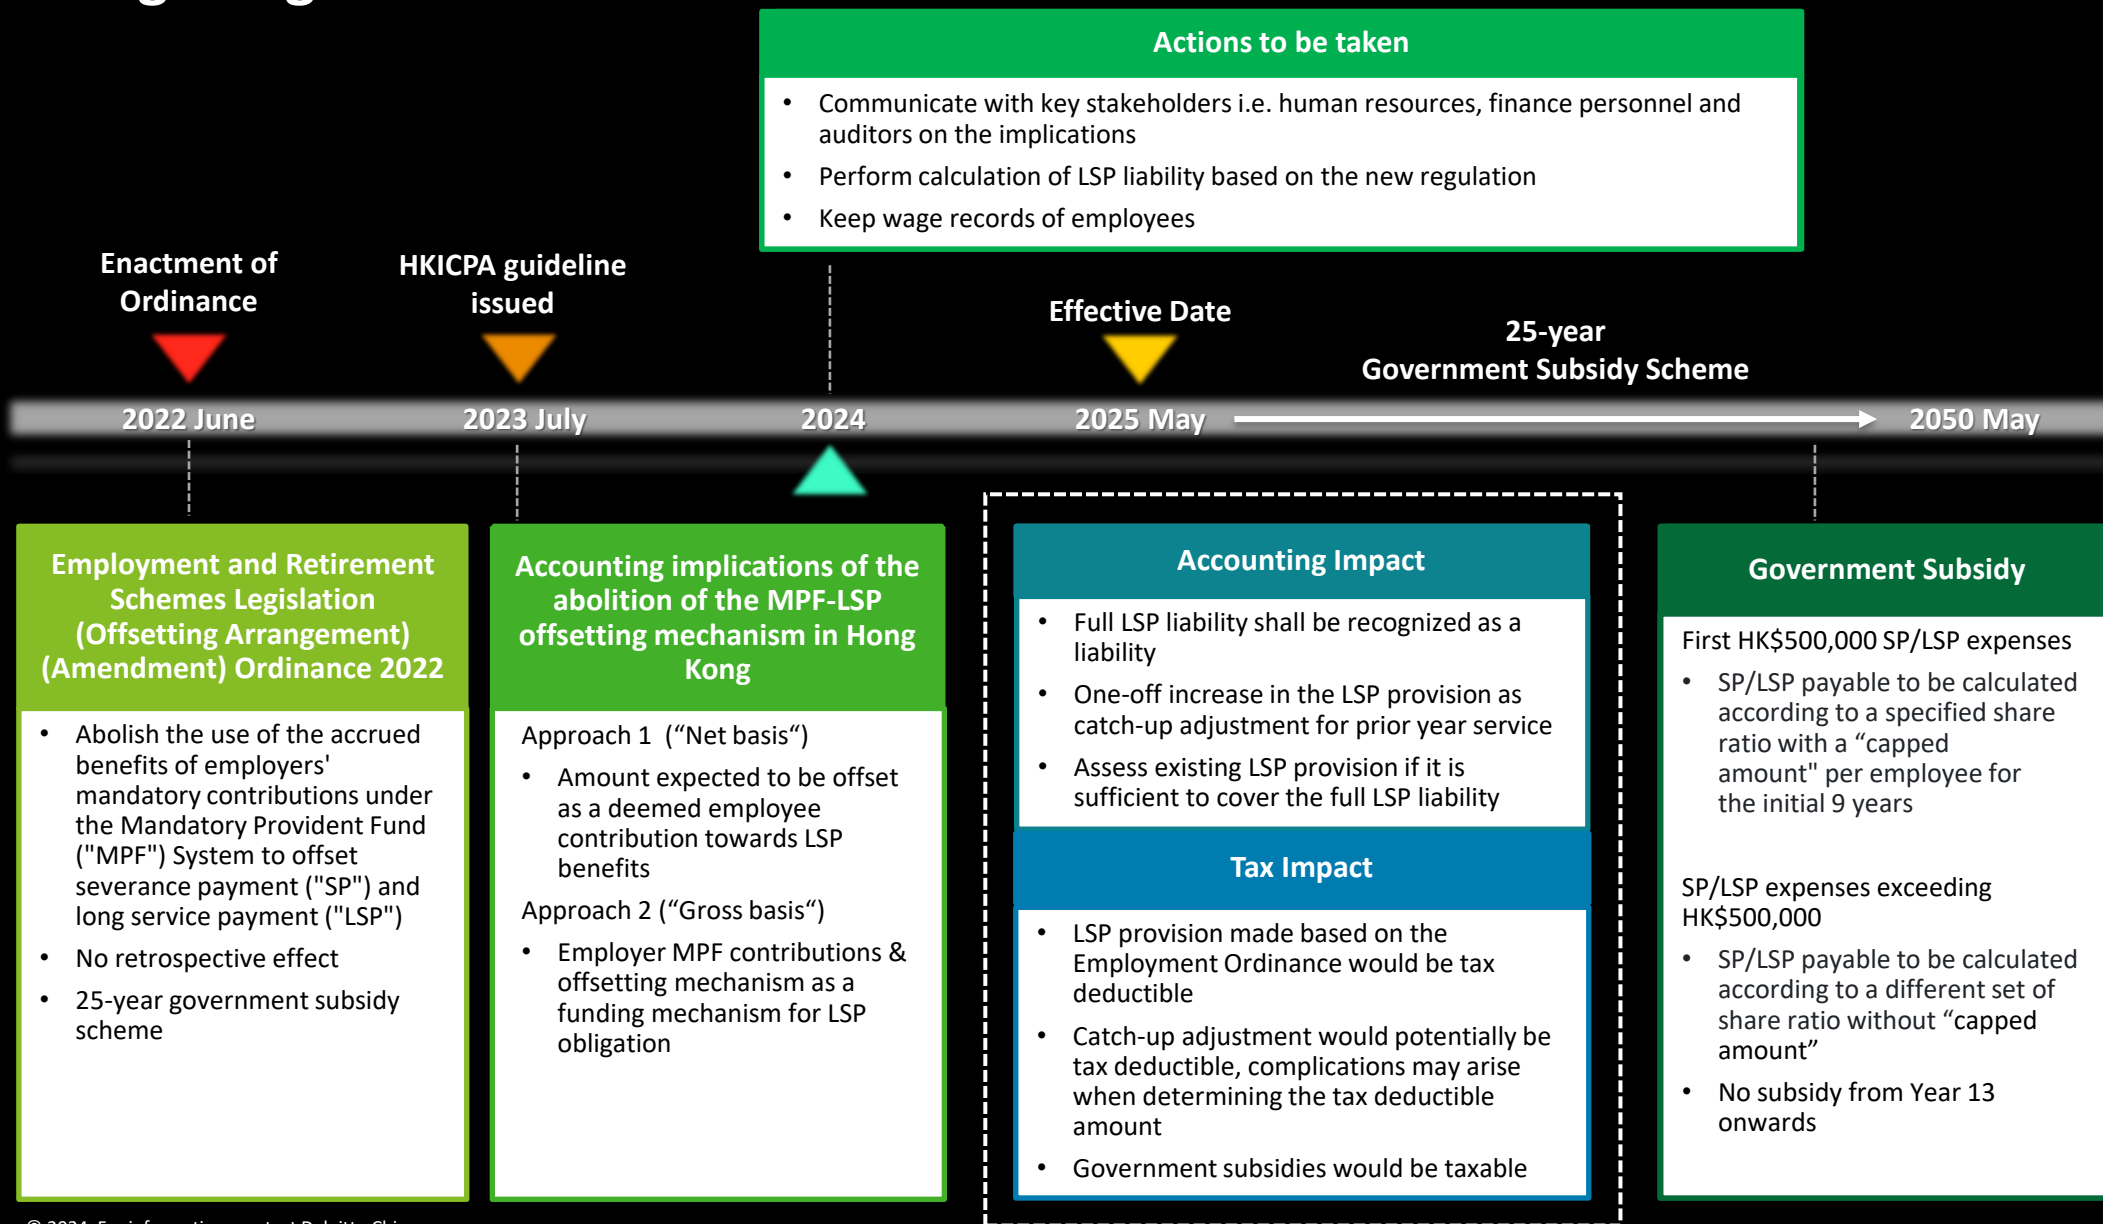 Actions to be taken
• Communicate with key stakeholders i.e. human resources, finance personnel and
auditors on the implications
• Perform calculation of LSP liability based on the new regulation
• Keep wage records of employees
Enactment of
Ordinance
HKICPA guideline
issued
Effective Date
25-year
Government Subsidy Scheme
2022 June
2023 July
2024
2025 May
2050 May
Employment and Retirement
Schemes Legislation
(Offsetting Arrangement)
(Amendment) Ordinance 2022
• Abolish the use of the accrued
benefits of employers'
mandatory contributions under
the Mandatory Provident Fund
("MPF") System to offset
severance payment ("SP") and
long service payment ("LSP")
• No retrospective effect
• 25-year government subsidy
scheme
Accounting implications of the
abolition of the MPF-LSP
offsetting mechanism in Hong
Kong
Approach 1 (“Net basis“)
• Amount expected to be offset
as a deemed employee
contribution towards LSP
benefits
Approach 2 (“Gross basis“)
• Employer MPF contributions &
offsetting mechanism as a
funding mechanism for LSP
obligation
Accounting Impact
• Full LSP liability shall be recognized as a
liability
• One-off increase in the LSP provision as
catch-up adjustment for prior year service
• Assess existing LSP provision if it is
sufficient to cover the full LSP liability
Tax Impact
• LSP provision made based on the
Employment Ordinance would be tax
deductible
• Catch-up adjustment would potentially be
tax deductible, complications may arise
when determining the tax deductible
amount
• Government subsidies would be taxable
Government Subsidy
First HK$500,000 SP/LSP expenses
• SP/LSP payable to be calculated
according to a specified share
ratio with a “capped
amount" per employee for
the initial 9 years
SP/LSP expenses exceeding
HK$500,000
• SP/LSP payable to be calculated
according to a different set of
share ratio without “capped
amount”
• No subsidy from Year 13
onwards